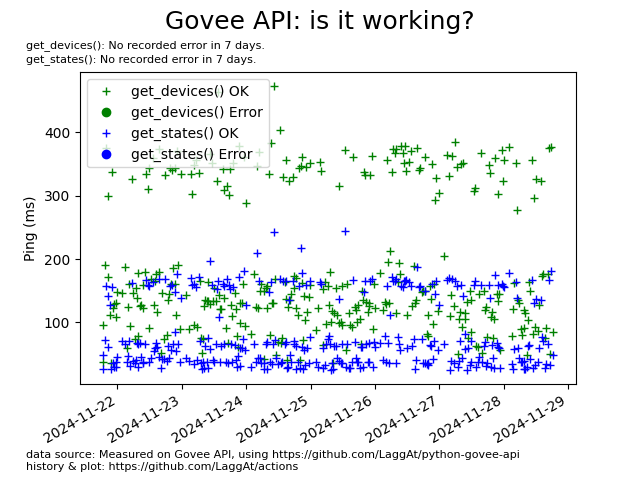 Govee API: is it working?
get_devices(): No recorded error in 7 days.
get_states(): No recorded error in 7 days.
get_devices() OK
get_devices() Error
get_states() OK
get_states() Error
400
300
200
100
Ping (ms)
2024-11-22
2024-11-23
2024-11-24
2024-11-25
2024-11-26
2024-11-27
2024-11-28
2024-11-29
data source: Measured on Govee API, using https://github.com/LaggAt/python-govee-api
history & plot: https://github.com/LaggAt/actions